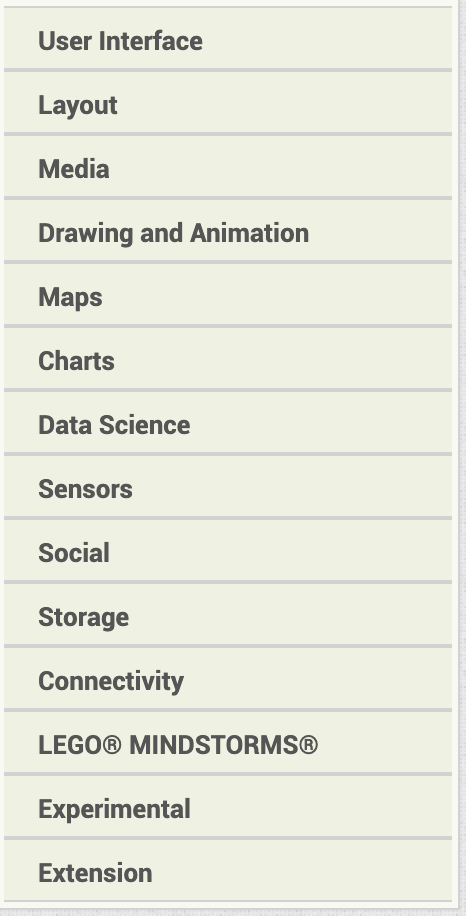 User Interface
Layout
Media
Drawing and Animation
Maps
Charts
Data Science
Sensors
Social
Storage
Connectivity
LEGO® MINDSTORMS®
Experimental
Extension